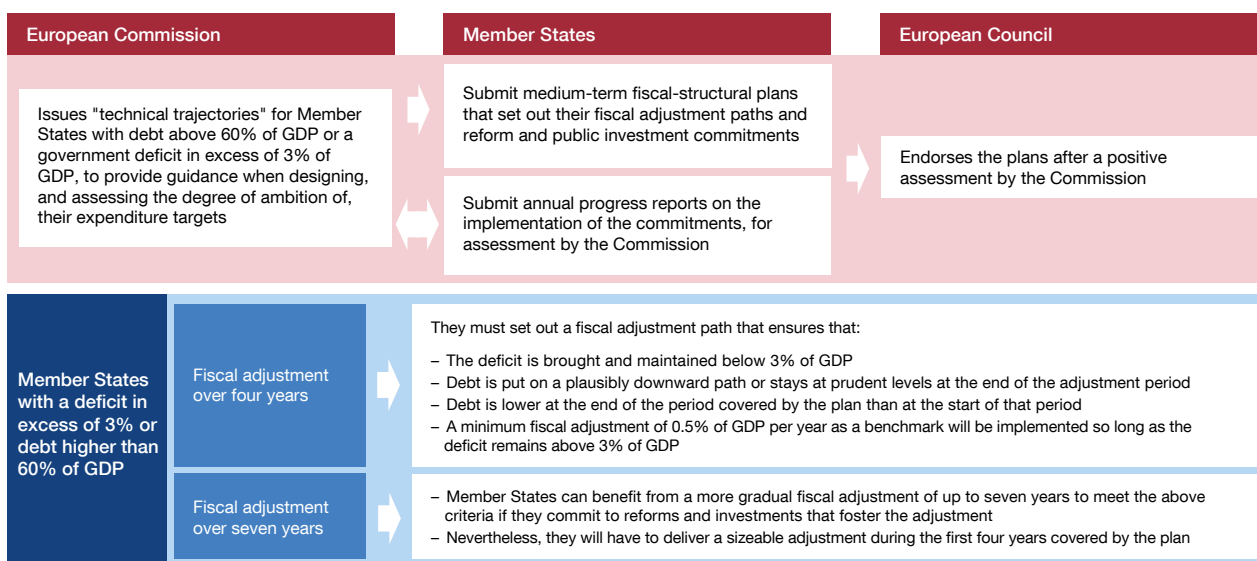 European Commission
Member States
European Council
Issues "technical trajectories" for Member
States with debt above 60% of GDP or a
government deficit in excess of 3% of
GDP, to provide guidance when designing,
and assessing the degree of ambition of,
their expenditure targets
Submit medium-term fiscal-structural plans
that set out their fiscal adjustment paths and
reform and public investment commitments
Submit annual progress reports on the
implementation of the commitments, for
assessment by the Commission
Endorses the plans after a positive
assessment by the Commission
Member States
with a deficit in
excess of 3% or
debt higher than
60% of GDP
Fiscal adjustment
over four years
They must set out a fiscal adjustment path that ensures that:
– The deficit is brought and maintained below 3% of GDP
– Debt is put on a plausibly downward path or stays at prudent levels at the end of the adjustment period
– Debt is lower at the end of the period covered by the plan than at the start of that period
– A minimum fiscal adjustment of 0.5% of GDP per year as a benchmark will be implemented so long as the
deficit remains above 3% of GDP
Fiscal adjustment
over seven years
– Member States can benefit from a more gradual fiscal adjustment of up to seven years to meet the above
criteria if they commit to reforms and investments that foster the adjustment
– Nevertheless, they will have to deliver a sizeable adjustment during the first four years covered by the plan